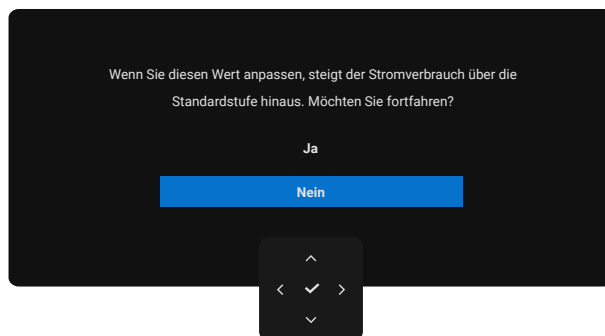 Wenn Sie diesen Wert anpassen, steigt der Stromverbrauch über die
Standardstufe hinaus. Möchten Sie fortfahren?
Ja
Nein